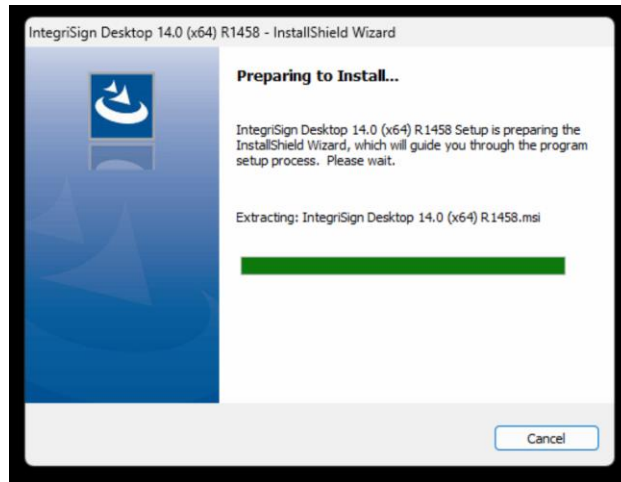 IntegriSign Desktop 14.0 (x64) R1458 - InstallShield Wizard
Preparing to Install...
IntegriSign Desktop 14.0 (x64) R1458 Setup is preparing the
InstallShield Wizard, which will guide you through the program
setup process. Please wait.
Extracting: IntegriSign Desktop 14.0 (x64) R1458.msi
Cancel